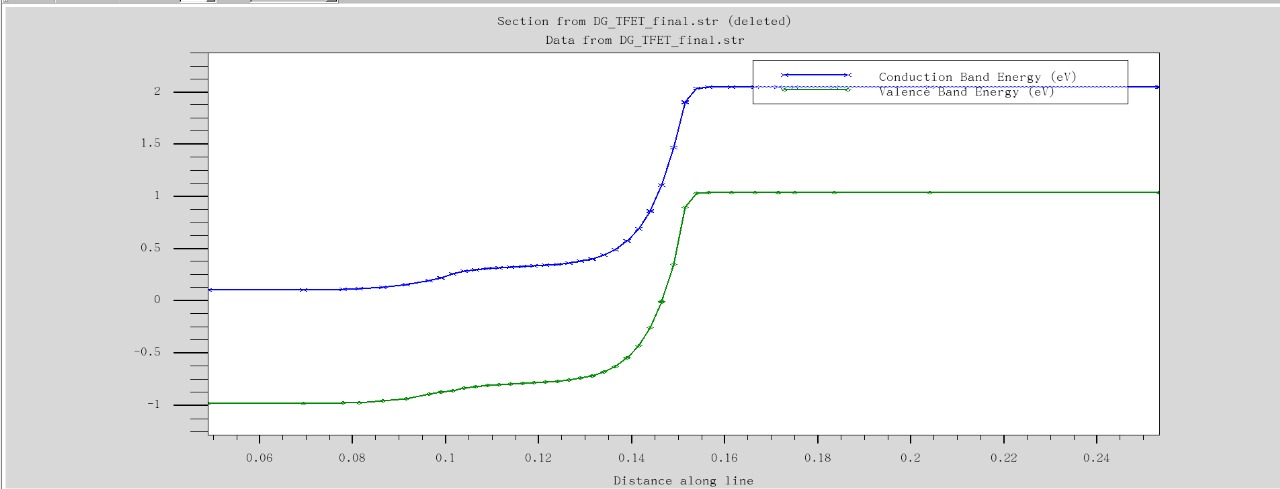 Section from DG_TFET_final.str (deleted)
Data from DG_TFET_final.str
Conduction Band Energy (eV)
Valence Band Energy (eV)
2
1.5
1
0.5
0
-0.5
-1
0.06 0.08 0.1 0.12 0.14 0.16 0.18 0.2 0.22 0.24
Distance along line